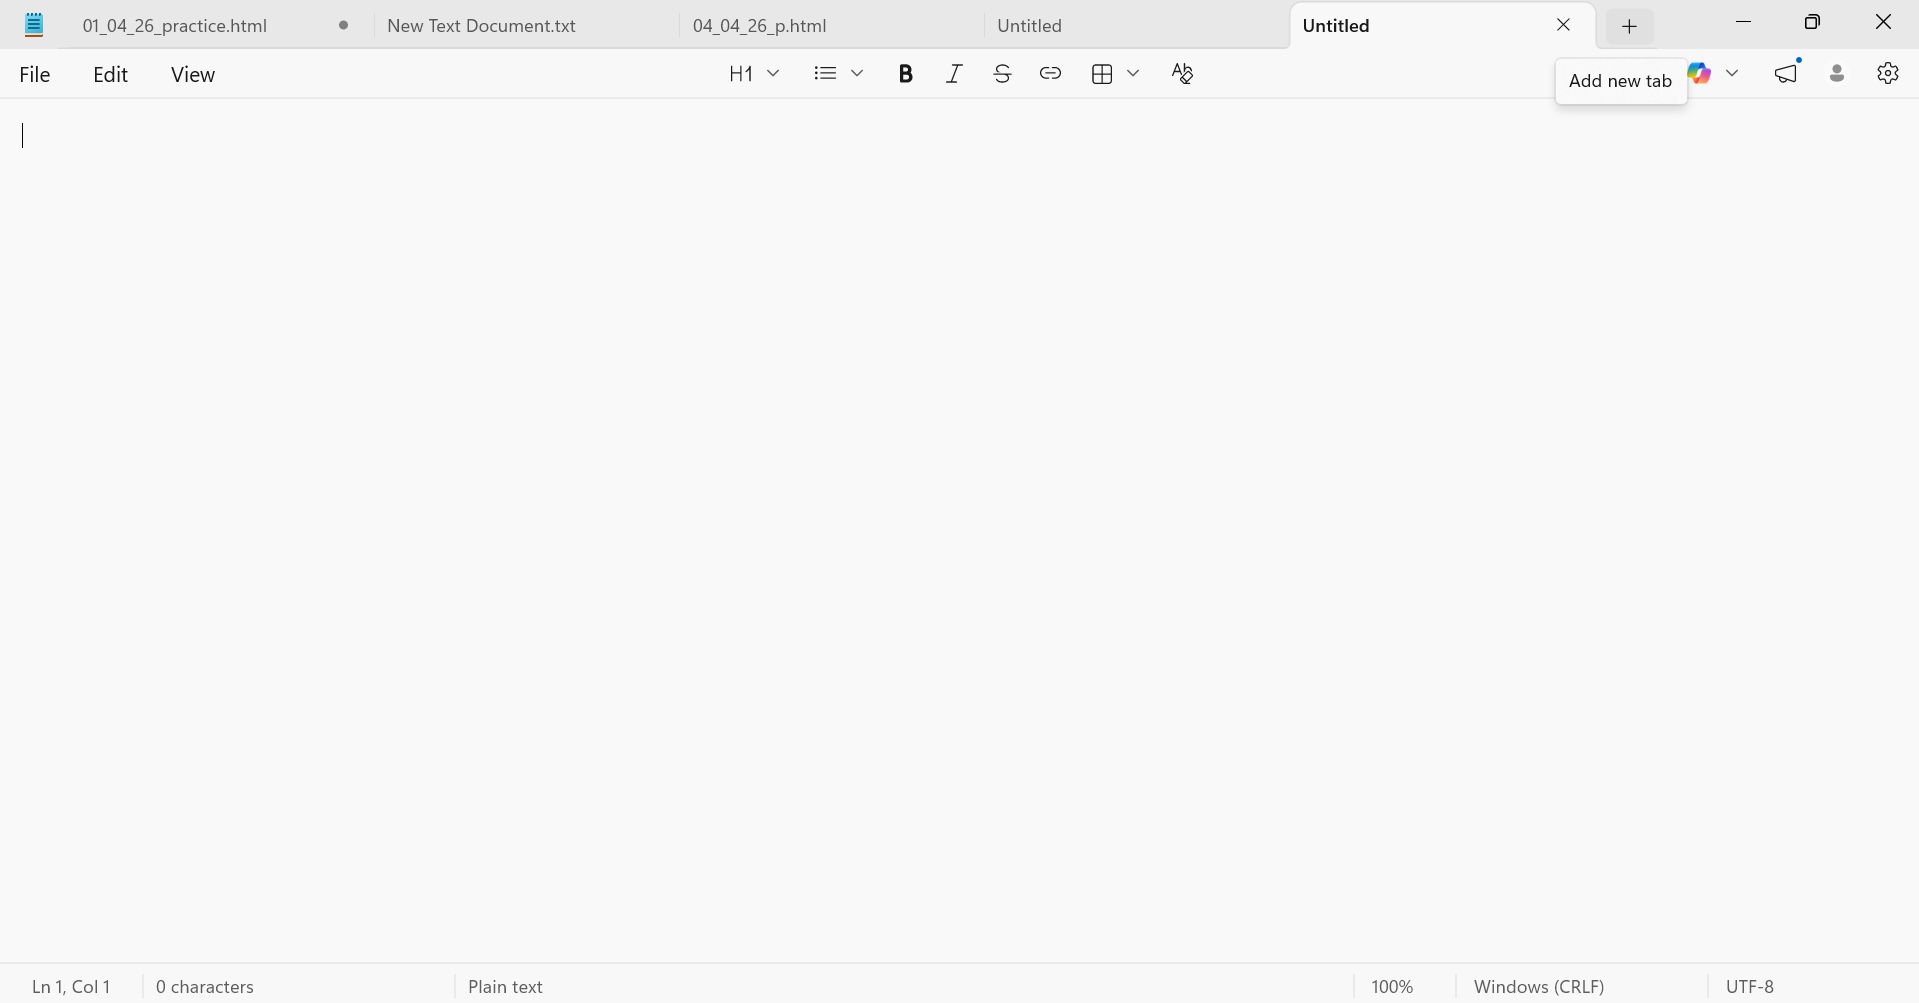 01_04_26_practice.html New Text Document.txt 04_04_26_p.html Untitled Untitled
File Edit View H1 B I S A
Add new tab
Ln 1, Col 1 0 characters Plain text 100% Windows (CRLF) UTF-8